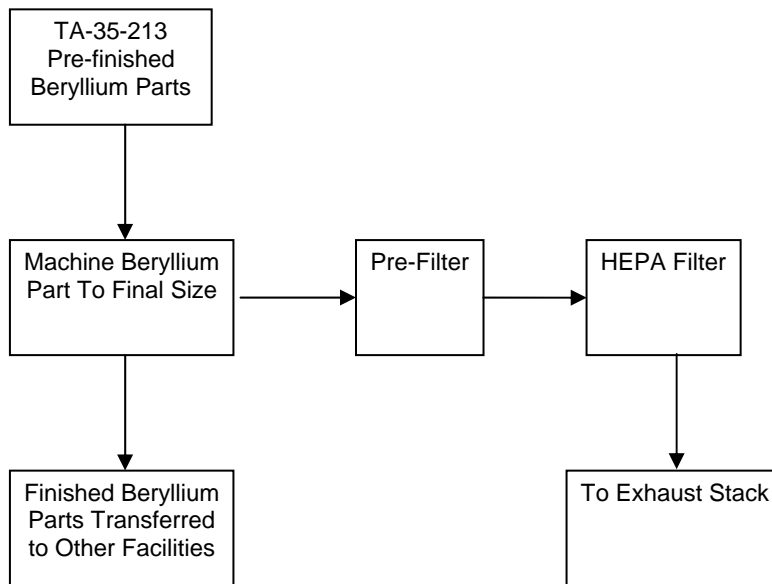 TA-35-213
Pre-finished
Beryllium Parts
Machine Beryllium
Part To Final Size
Pre-Filter
HEPA Filter
Finished Beryllium
Parts Transferred
to Other Facilities
To Exhaust Stack